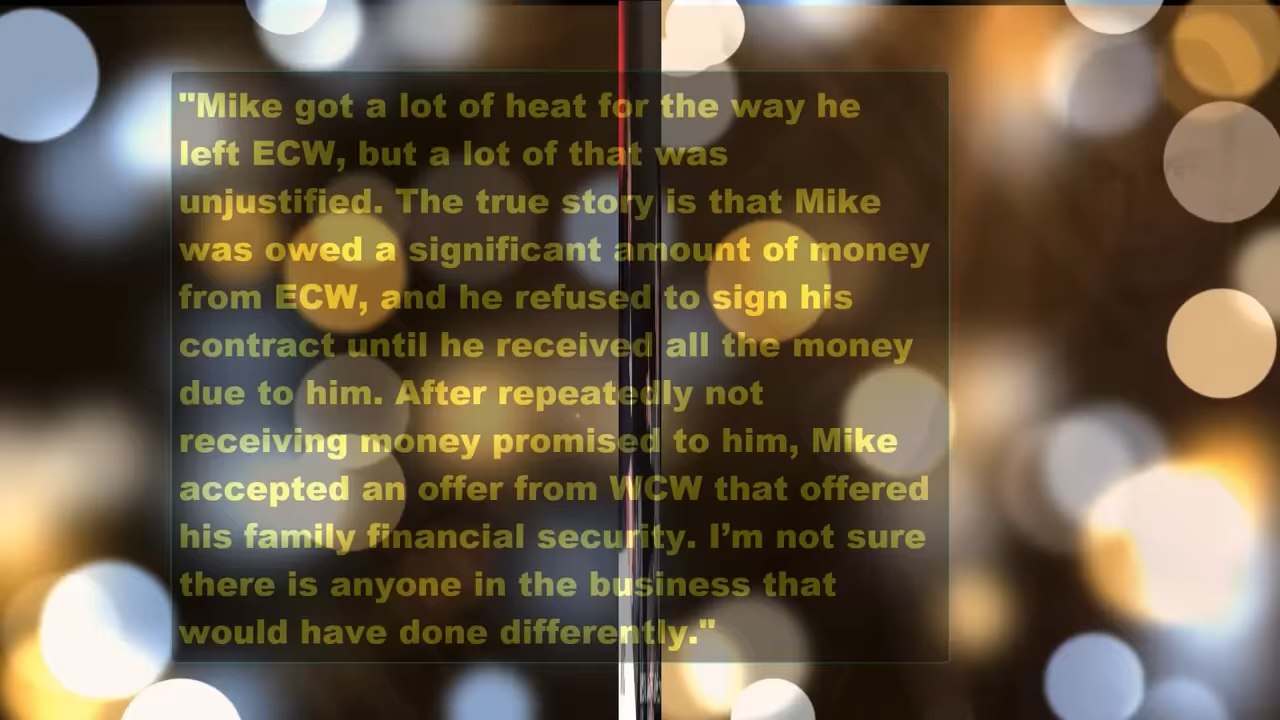 "Mike got a lot of heat for the way he
left ECW, but a lot of that was
unjustified. The true story is that Mike
was owed a significant amount of money
from ECW, and he refused to sign his
contract until he received all the money
due to him. After repeatedly not
receiving money promised to him, Mike
accepted an offer from WCW that offered
his family financial security. I’m not sure
there is anyone in the business that
would have done differently."